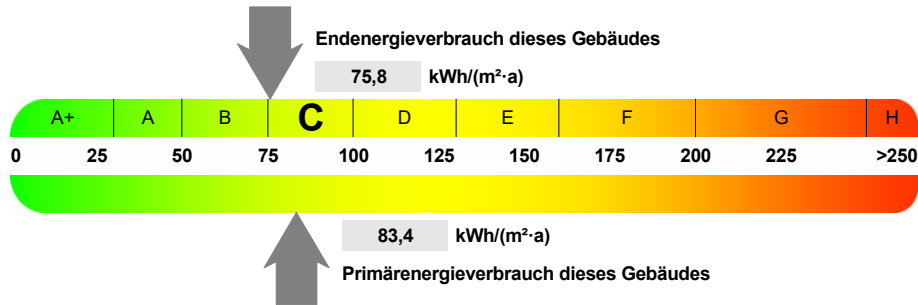 Endenergieverbrauch dieses Gebäudes
75,8 kWh/(m²·a)
A+ A B C D E F G H
0 25 50 75 100 125 150 175 200 225 >250
83,4 kWh/(m²·a)
Primärenergieverbrauch dieses Gebäudes